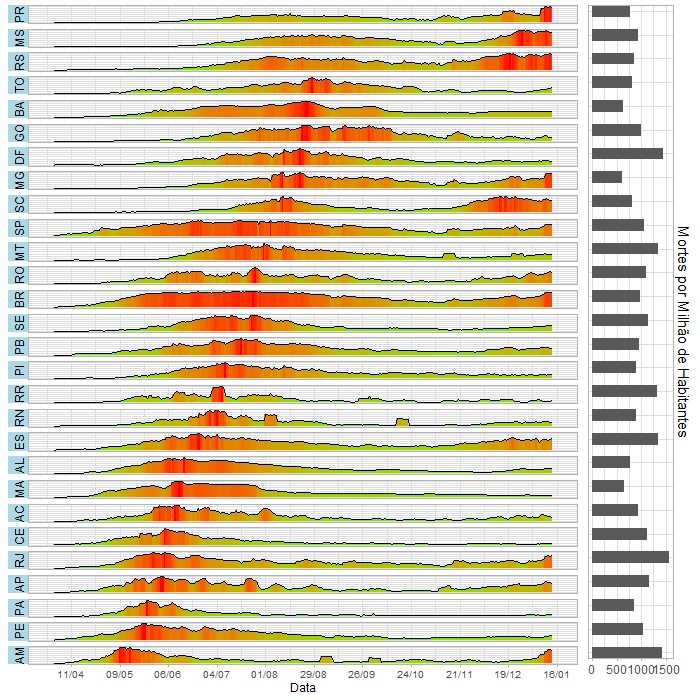 PR
MS
RS
TO
BA
GO
DF
MG
SC
SP
MT
RO
BR
SE
PB
PI
RR
RN
ES
AL
MA
AC
CE
RJ
AP
PA
PE
AM
11/04 09/05 06/06 04/07 01/08 29/08 26/09 24/10 21/11 19/12 16/01
Data
0 500 1000 1500
Mortes por Milhão de Habitantes